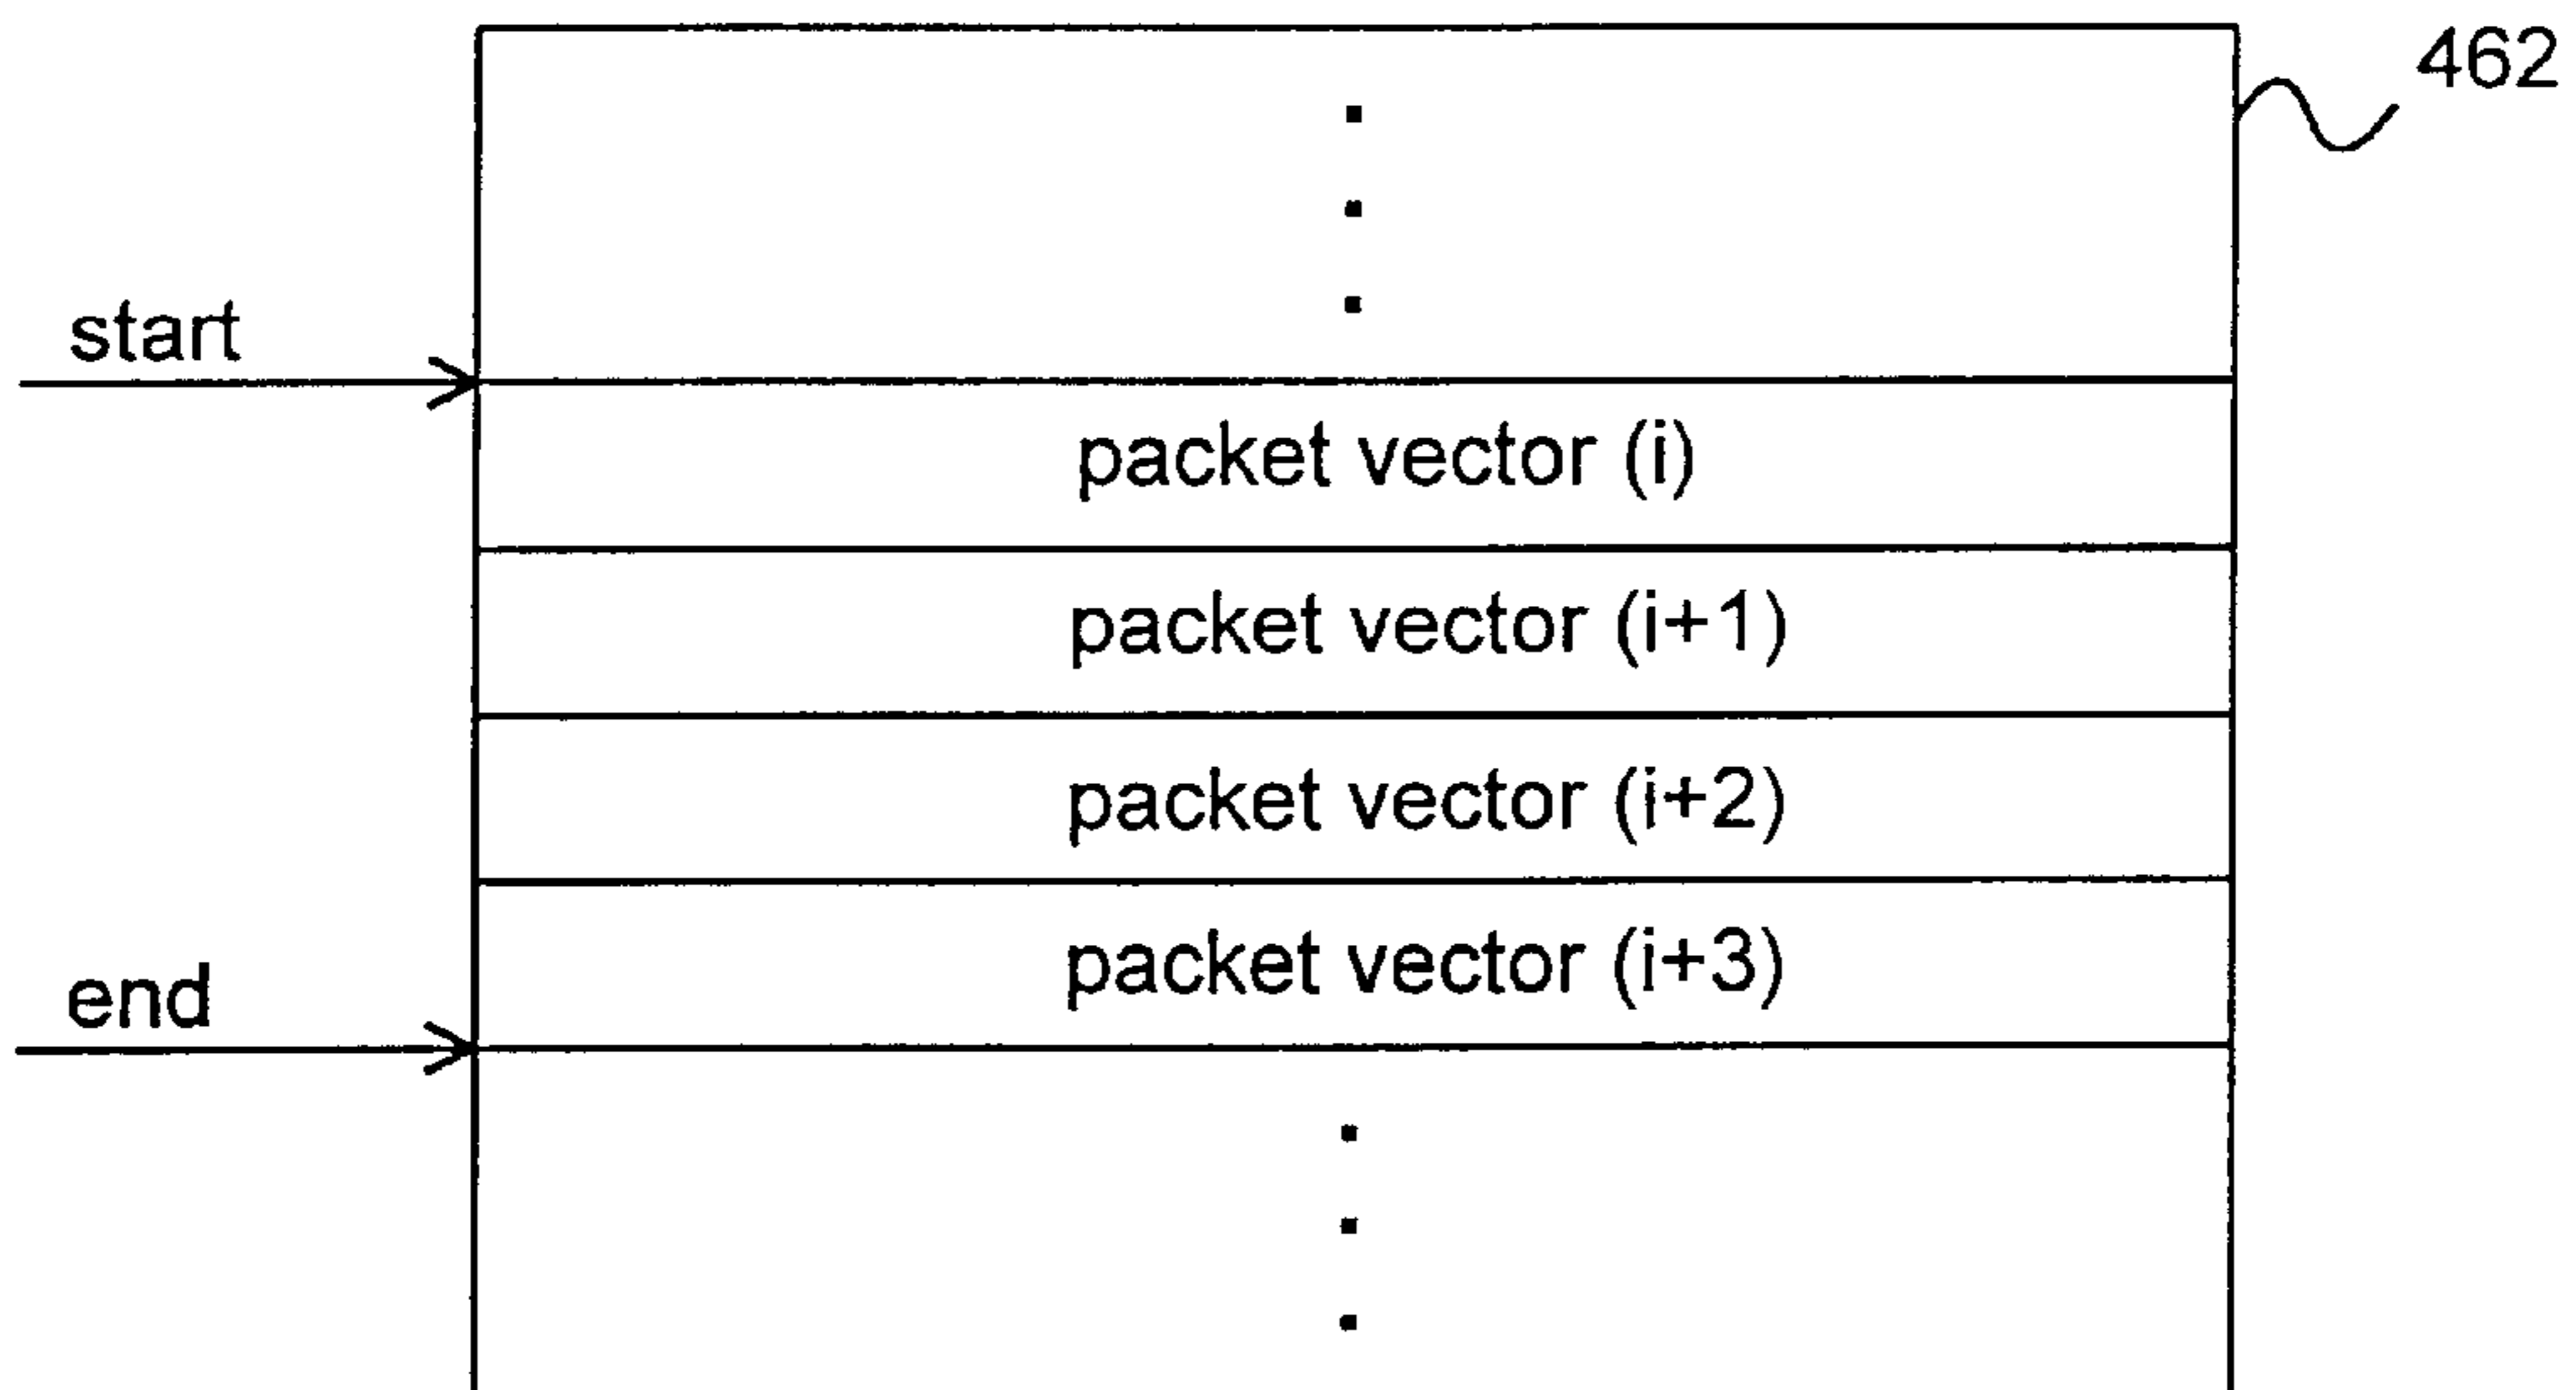 462
start
packet vector (i)
packet vector (i+1)
packet vector (i+2)
packet vector (i+3)
end